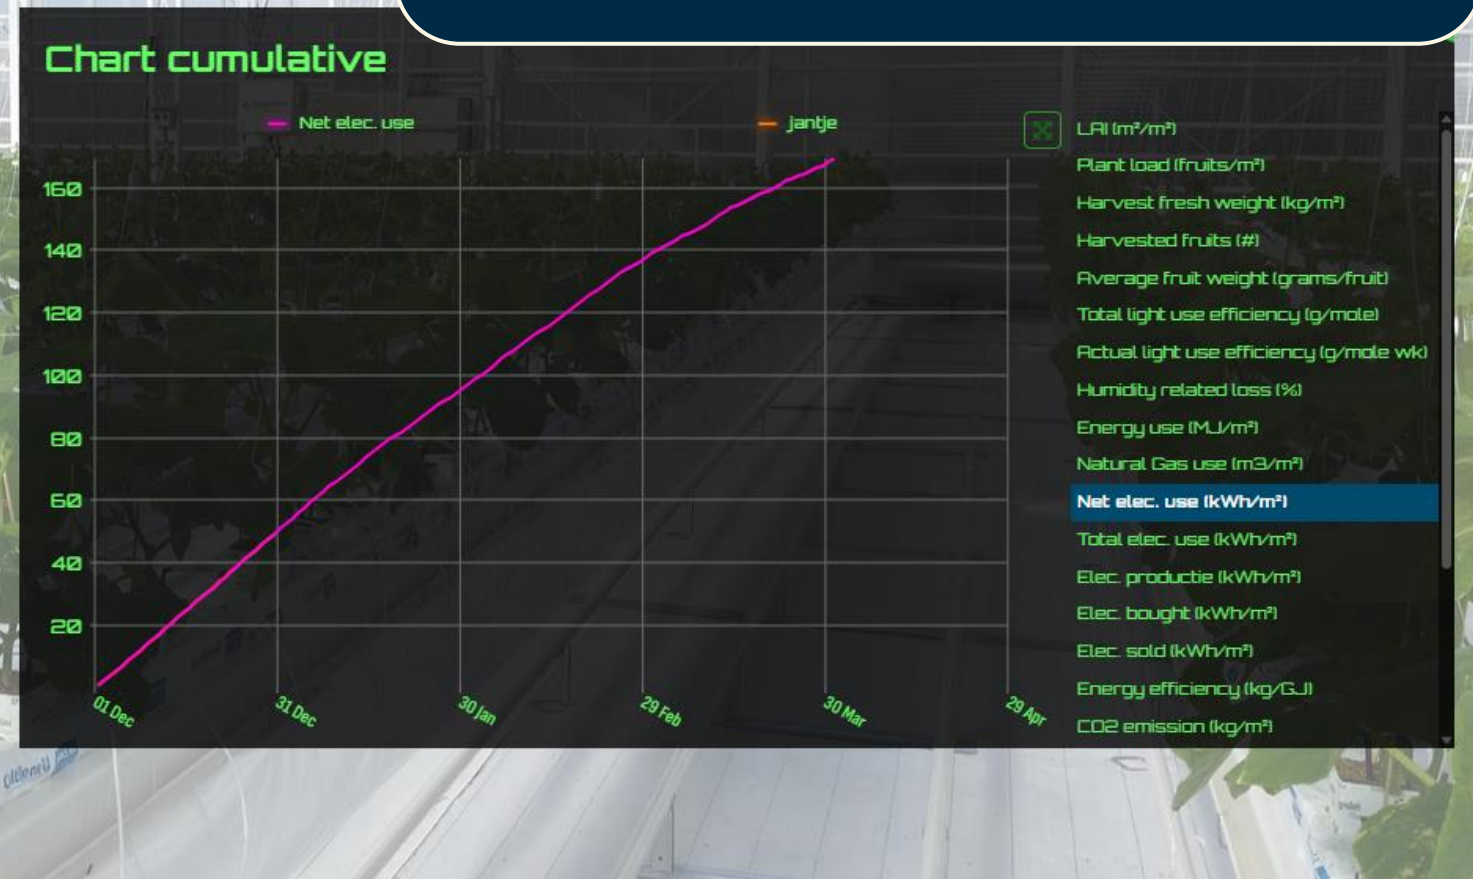 Chart cumulative
Net elec. use
jantje
160
140
120
100
80
60
40
20
01 Dec
31 Dec
30 Jan
29 Feb
30 Mar
29 Apr
LAI (m²/m²)
Plant load (fruits/m²)
Harvest fresh weight (kg/m²)
Harvested fruits (#)
Average fruit weight (grams/fruit)
Total light use efficiency (g/mole)
Actual light use efficiency (g/mole wk)
Humidity related loss (%)
Energy use (MJ/m²)
Natural Gas use (m3/m²)
Net elec. use (kWh/m²)
Total elec. use (kWh/m²)
Elec. productie (kWh/m²)
Elec. bought (kWh/m²)
Elec. sold (kWh/m²)
Energy efficiency (kg/GJ)
CO2 emission (kg/m²)